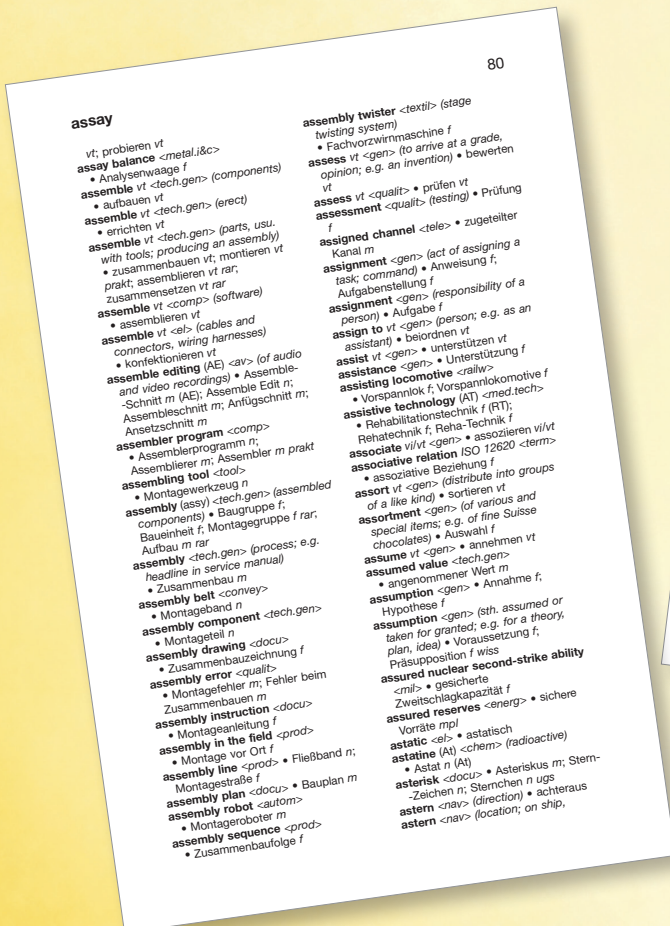 80
assay
vt; probieren vt
assay balance <metal.i&c>
• Analysenwaage f
assemble vt <tech.gen> (components)
• aufbauen vt
assemble vt <tech.gen> (erect)
• errichten vt
assemble vt <tech.gen> (parts, usu.
with tools; producing an assembly)
• zusammenbauen vt; montieren vt
prakt; assemblieren vt rar;
zusammensetzen vt rar
assemble vt <comp> (software)
• assemblieren vt
assemble vt <el> (cables and
connectors, wiring harnesses)
• konfektionieren vt
assemble editing (AE) <av> (of audio
and video recordings) • Assemble-
-Schnitt m (AE); Assemble Edit n;
Assembleschnitt m; Anfügschnitt m;
Ansetzschnitt m
assembler program <comp>
• Assemblerprogramm n;
Assemblierer m; Assembler m prakt
assembling tool <tool>
• Montagewerkzeug n
assembly (assy) <tech.gen> (assembled
components) • Baugruppe f;
Baueinheit f; Montagegruppe f rar;
Aufbau m rar
assembly <tech.gen> (process; e.g.
headline in service manual)
• Zusammenbau m
assembly belt <convey>
• Montageband n
assembly component <tech.gen>
• Montageteil n
assembly drawing <docu>
• Zusammenbauzeichnung f
assembly error <qualit>
• Montagefehler m; Fehler beim
Zusammenbauen m
assembly instruction <docu>
• Montageanleitung f
assembly in the field <prod>
• Montage vor Ort f
assembly line <prod> • Fließband n;
Montagestraße f
assembly plan <docu> • Bauplan m
assembly robot <autom>
• Montageroboter m
assembly sequence <prod>
• Zusammenbaufolge f
assembly twister <textil> (stage
twisting system)
• Fachvorzwirnmaschine f
assess vt <gen> (to arrive at a grade,
opinion; e.g. an invention) • bewerten
vt
assess vt <qualit> • prüfen vt
assessment <qualit> (testing) • Prüfung
f
assigned channel <tele> • zugeteilter
Kanal m
assignment <gen> (act of assigning a
task; command) • Anweisung f;
Aufgabenstellung f
assignment <gen> (responsibility of a
person) • Aufgabe f
assign to vt <gen> (person; e.g. as an
assistant) • beiordnen vt
assist vt <gen> • unterstützen vt
assistance <gen> • Unterstützung f
assisting locomotive <railw>
• Vorspannlok f; Vorspannlokomotive f
assistive technology (AT) <med.tech>
• Rehabilitationstechnik f (RT);
Rehatechnik f; Reha-Technik f
associate vi/vt <gen> • assoziieren vi/vt
associative relation ISO 12620 <term>
• assoziative Beziehung f
assort vt <gen> (distribute into groups
of a like kind) • sortieren vt
assortment <gen> (of various and
special items; e.g. of fine Suisse
chocolates) • Auswahl f
assume vt <gen> • annehmen vt
assumed value <tech.gen>
• angenommener Wert m
assumption <gen> • Annahme f;
Hypothese f
assumption <gen> (sth. assumed or
taken for granted; e.g. for a theory,
plan, idea) • Voraussetzung f;
Präsupposition f wiss
assured nuclear second-strike ability
<mil> • gesicherte
Zweitschlagkapazität f
assured reserves <energ> • sichere
Vorräte mpl
astatic <el> • astatisch
astatine (At) <chem> (radioactive)
• Astat n (At)
asterisk <docu> • Asteriskus m; Stern-
-Zeichen n; Sternchen n ugs
astern <nav> (direction) • achteraus
astern <nav> (location; on ship,